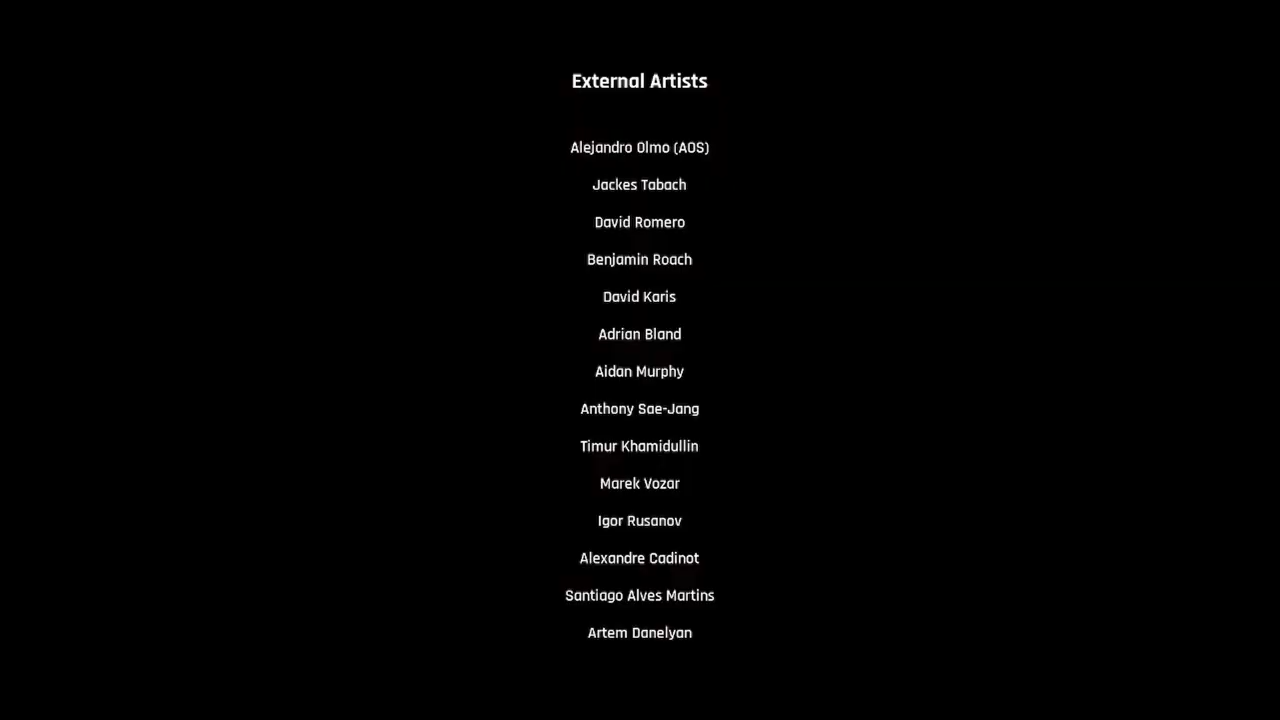 External Artists
Alejandro Olmo (AOS)
Jackes Tabach
David Romero
Benjamin Roach
David Karis
Adrian Bland
Aidan Murphy
Anthony Sae-Jang
Timur Khamidullin
Marek Vozar
Igor Rusanov
Alexandre Cadinot
Santiago Alves Martins
Artem Danelyan